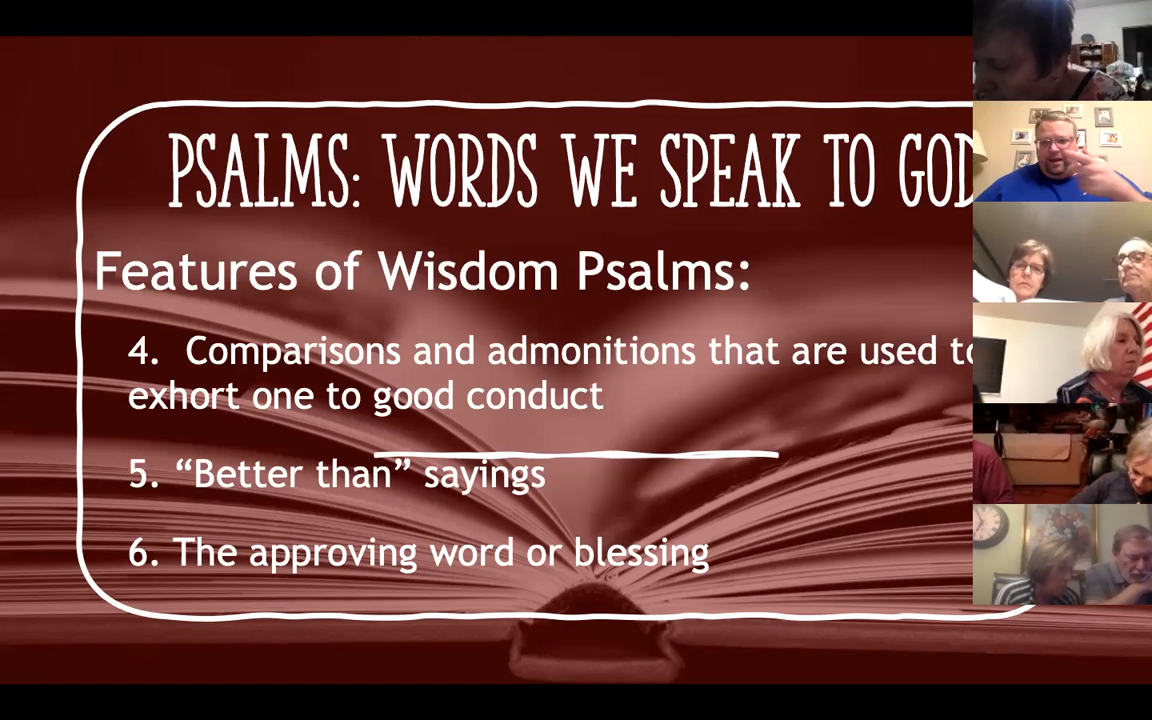 PSALMS: WORDS WE SPEAK TO GOD
Features of Wisdom Psalms:
4. Comparisons and admonitions that are used to
exhort one to good conduct
5. “Better than” sayings
6. The approving word or blessing